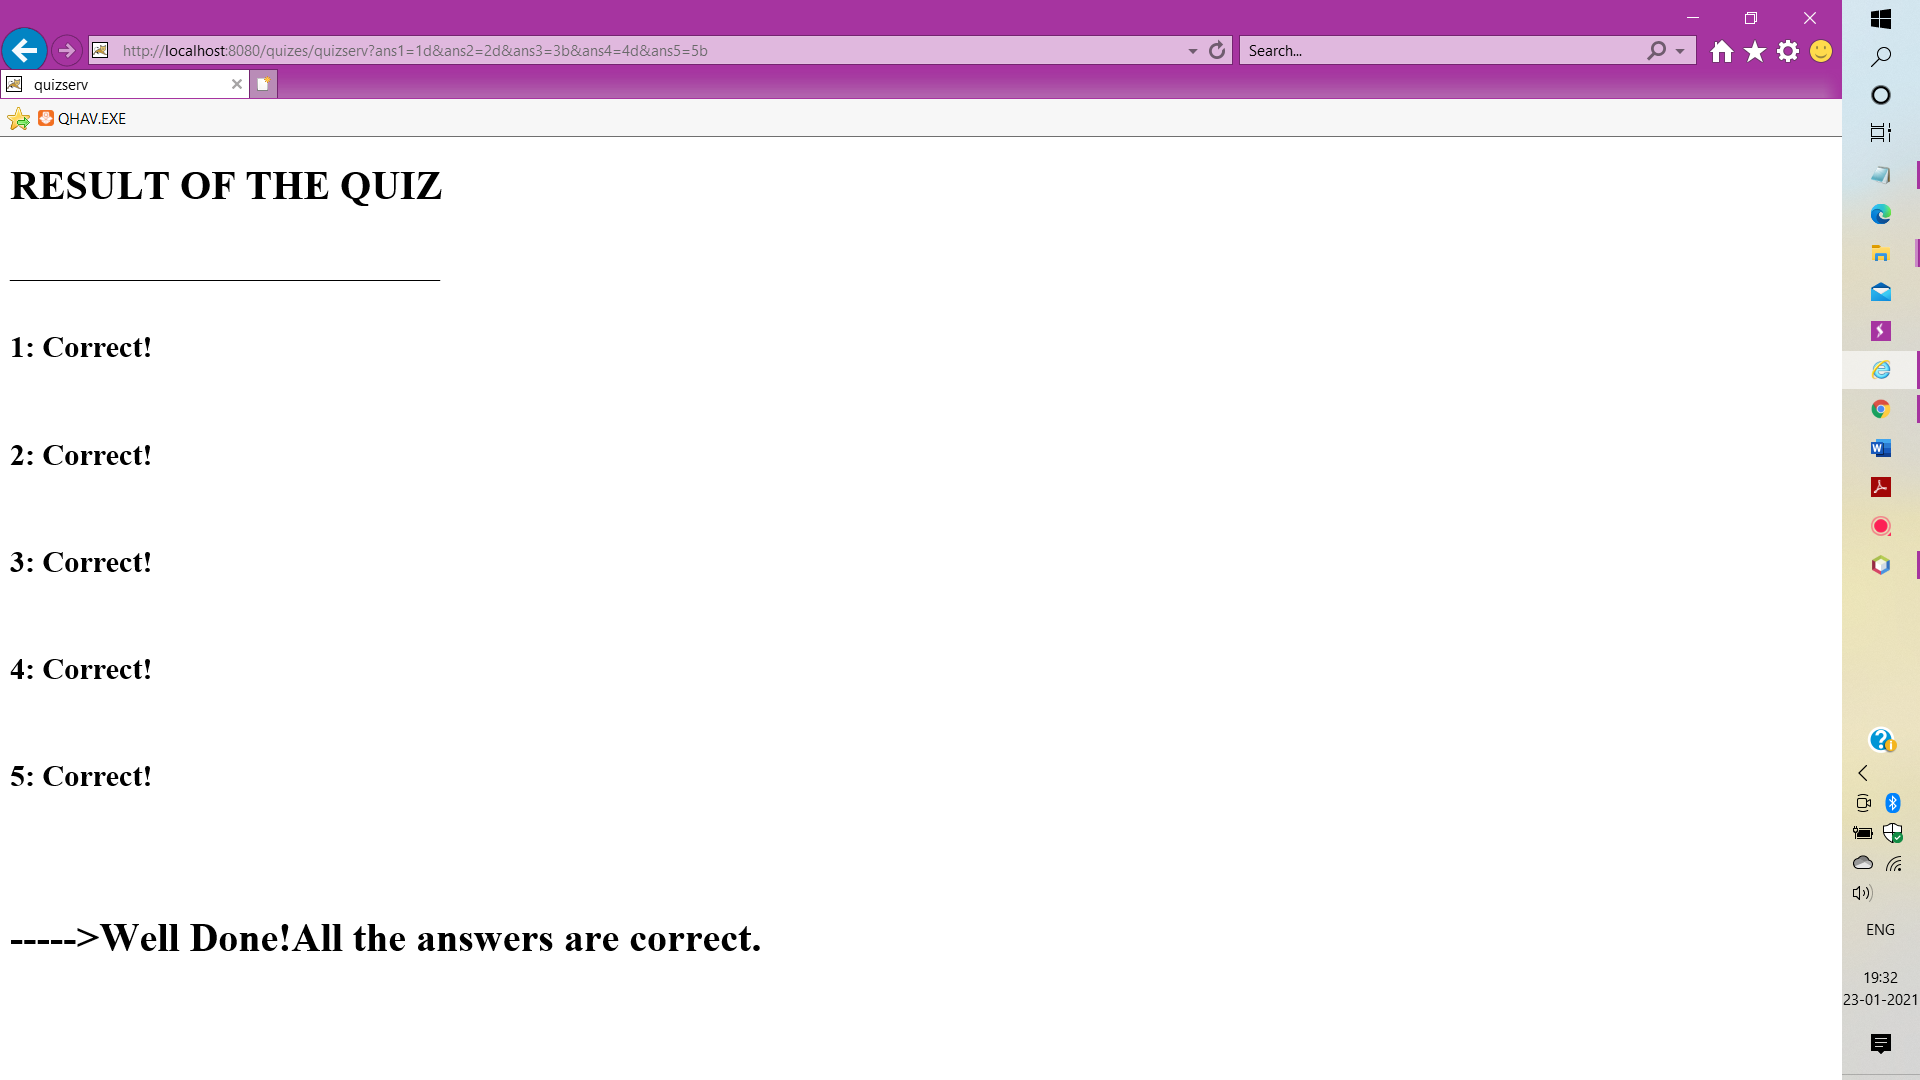 http://localhost:8080/quizes/quizserv?ans1=1d&ans2=2d&ans3=3b&ans4=4d&ans5=5b
Search...
quizserv
QHAV.EXE
RESULT OF THE QUIZ
1: Correct!
2: Correct!
3: Correct!
4: Correct!
5: Correct!
----->Well Done!All the answers are correct.
ENG
19:32
23-01-2021